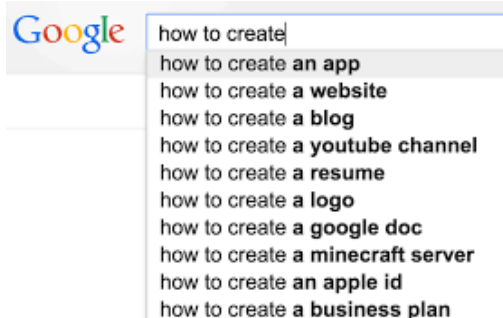 Google
how to create
how to create an app
how to create a website
how to create a blog
how to create a youtube channel
how to create a resume
how to create a logo
how to create a google doc
how to create a minecraft server
how to create an apple id
how to create a business plan